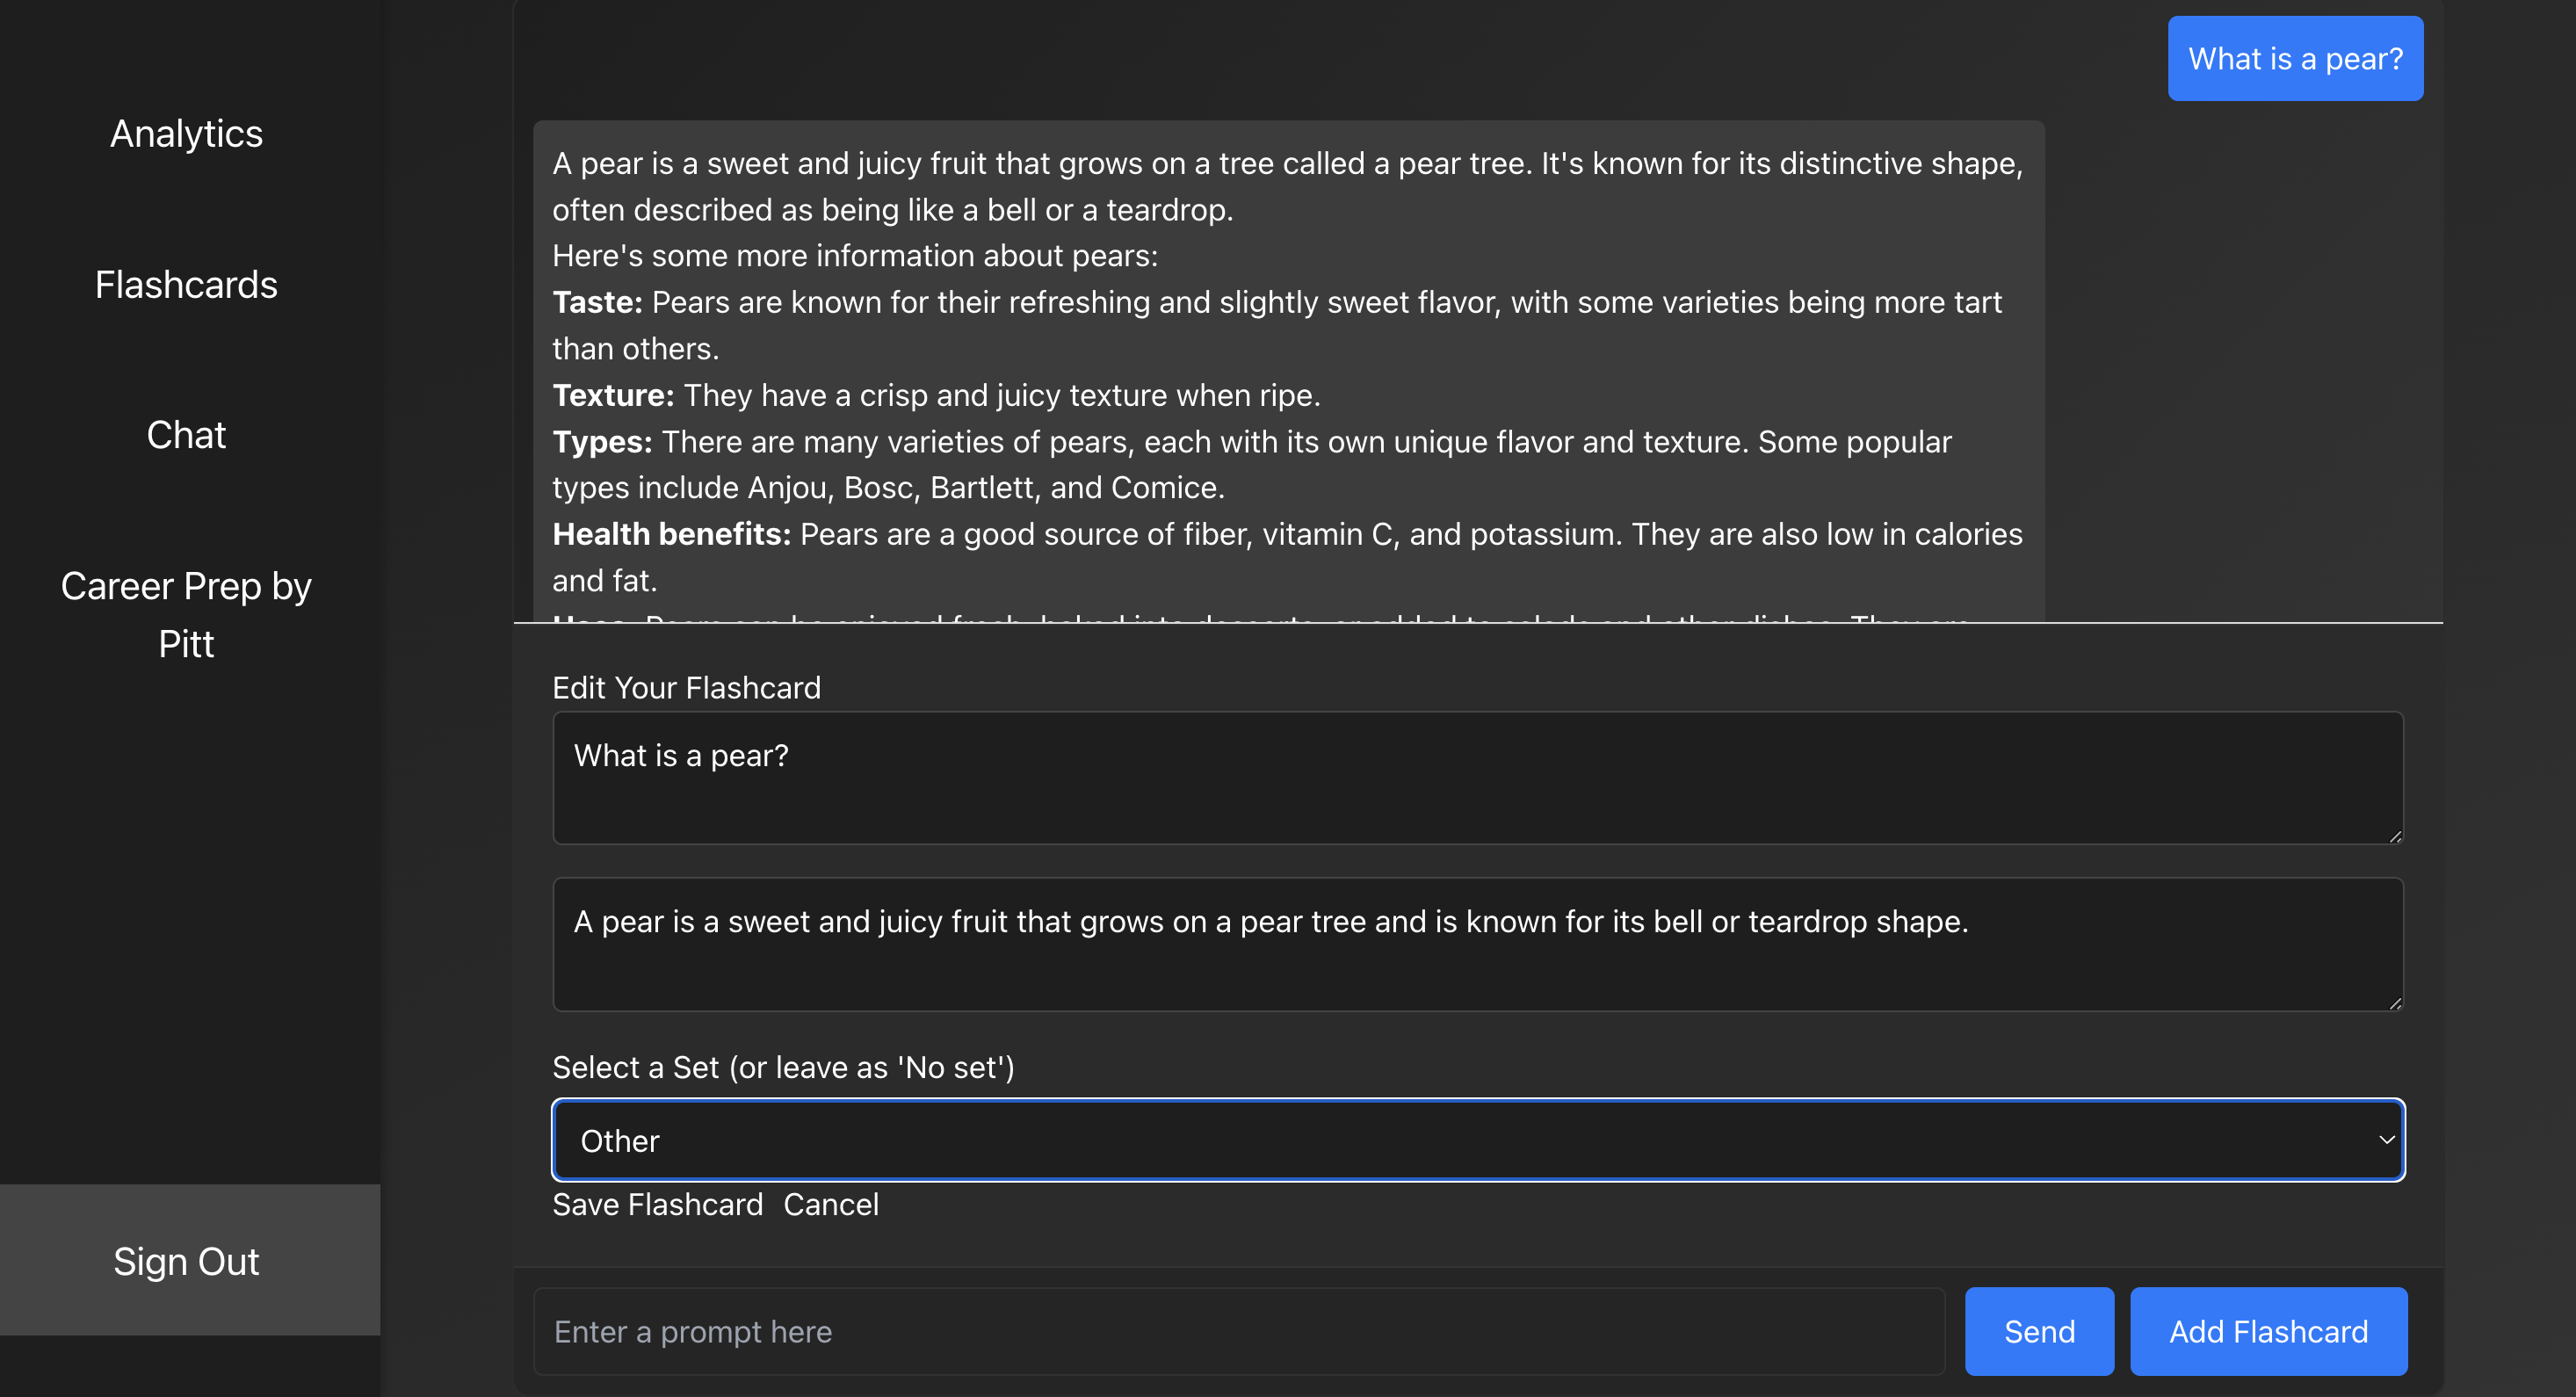 Analytics
Flashcards
Chat
Career Prep by
Pitt
Sign Out
What is a pear?
A pear is a sweet and juicy fruit that grows on a tree called a pear tree. It's known for its distinctive shape,
often described as being like a bell or a teardrop.
Here's some more information about pears:
Taste: Pears are known for their refreshing and slightly sweet flavor, with some varieties being more tart
than others.
Texture: They have a crisp and juicy texture when ripe.
Types: There are many varieties of pears, each with its own unique flavor and texture. Some popular
types include Anjou, Bosc, Bartlett, and Comice.
Health benefits: Pears are a good source of fiber, vitamin C, and potassium. They are also low in calories
and fat.
Edit Your Flashcard
What is a pear?
A pear is a sweet and juicy fruit that grows on a pear tree and is known for its bell or teardrop shape.
Select a Set (or leave as 'No set')
Other
Save Flashcard Cancel
Enter a prompt here
Send
Add Flashcard